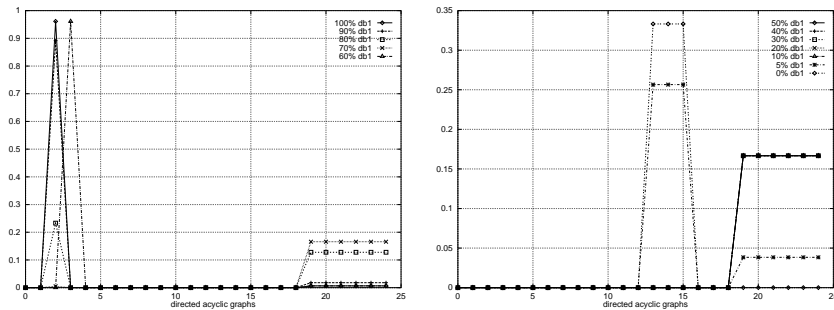 1
0.9
0.8
0.7
0.6
0.5
0.4
0.3
0.2
0.1
0
0 5 10 15 20 25
directed acyclic graphs
100% db1
90% db1
80% db1
70% db1
60% db1
0.35
0.3
0.25
0.2
0.15
0.1
0.05
0
0 5 10 15 20 25
directed acyclic graphs
50% db1
40% db1
30% db1
20% db1
10% db1
5% db1
0% db1